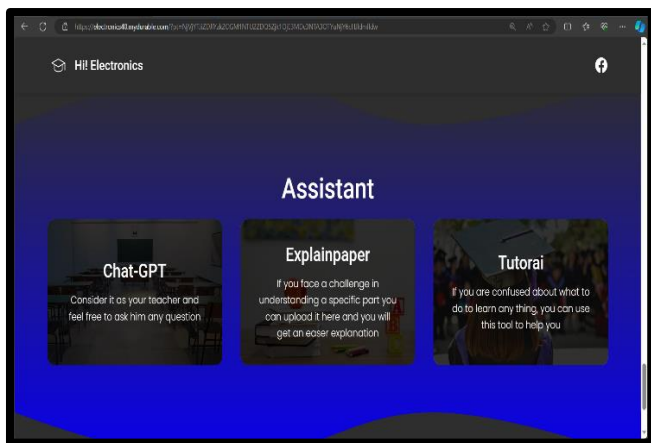 Hi! Electronics
Assistant
Chat-GPT
Consider it as your teacher and
feel free to ask him any question
Explainpaper
If you face a challenge in
understanding a specific part you
can upload it here and you will
get an easer explanation
Tutorai
If you are confused about what to
do to learn any thing, you can use
this tool to help you